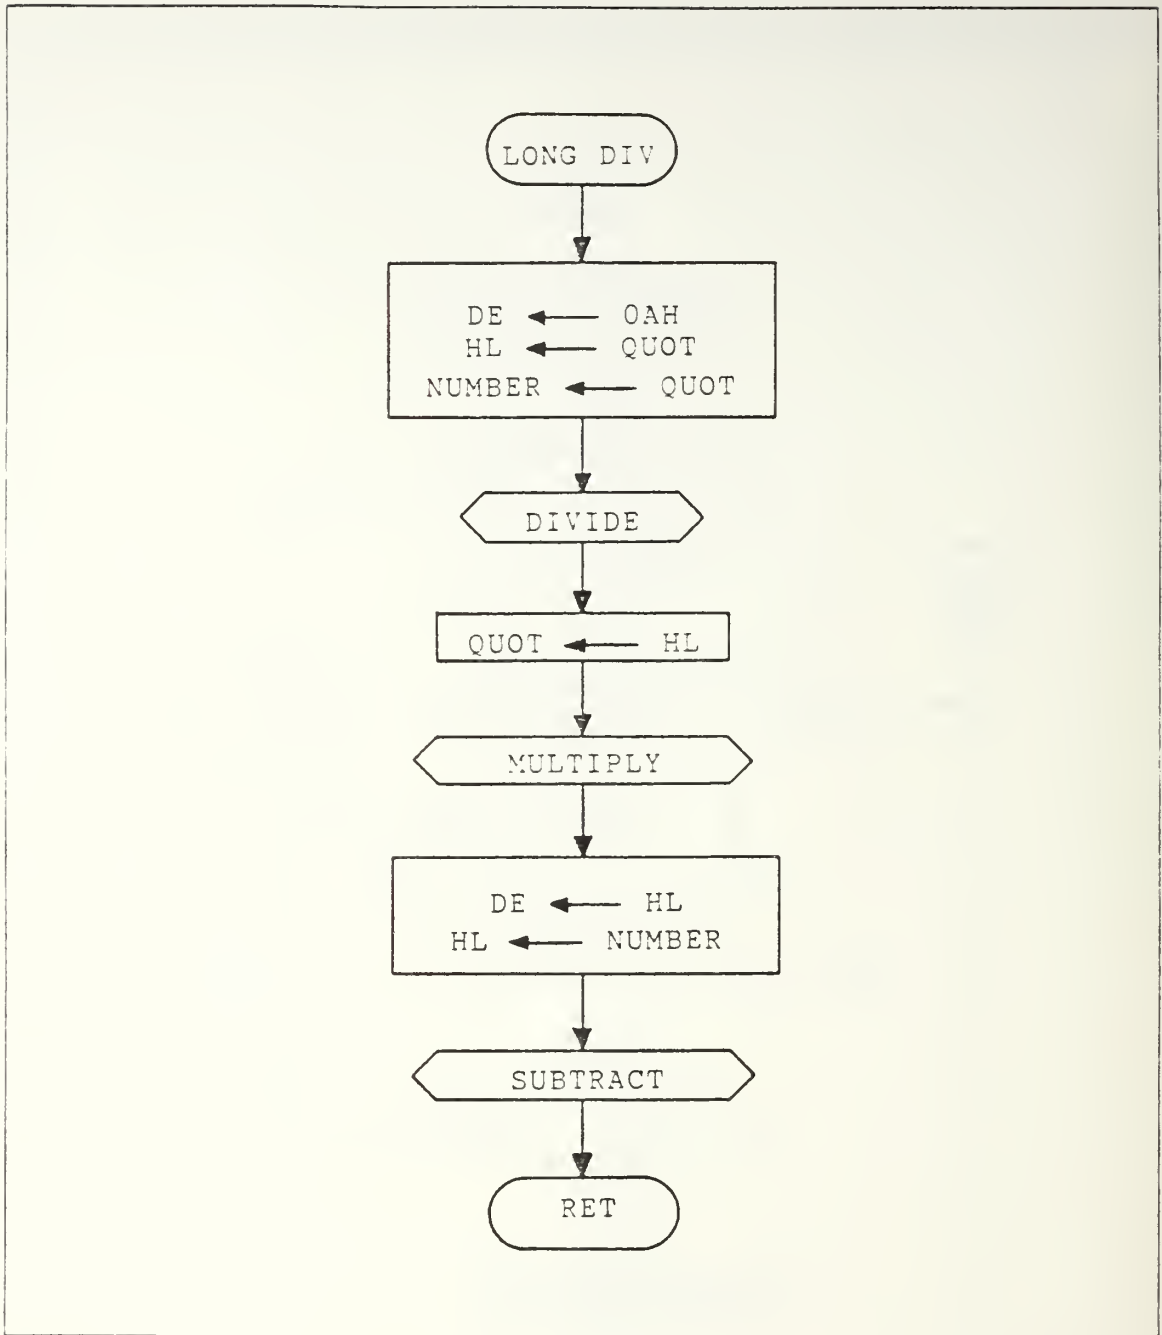 LONG DIV
DE ← OAH
HL ← QUOT
NUMBER ← QUOT
DIVIDE
QUOT ← HL
MULTIPLY
DE ← HL
HL ← NUMBER
SUBTRACT
RET